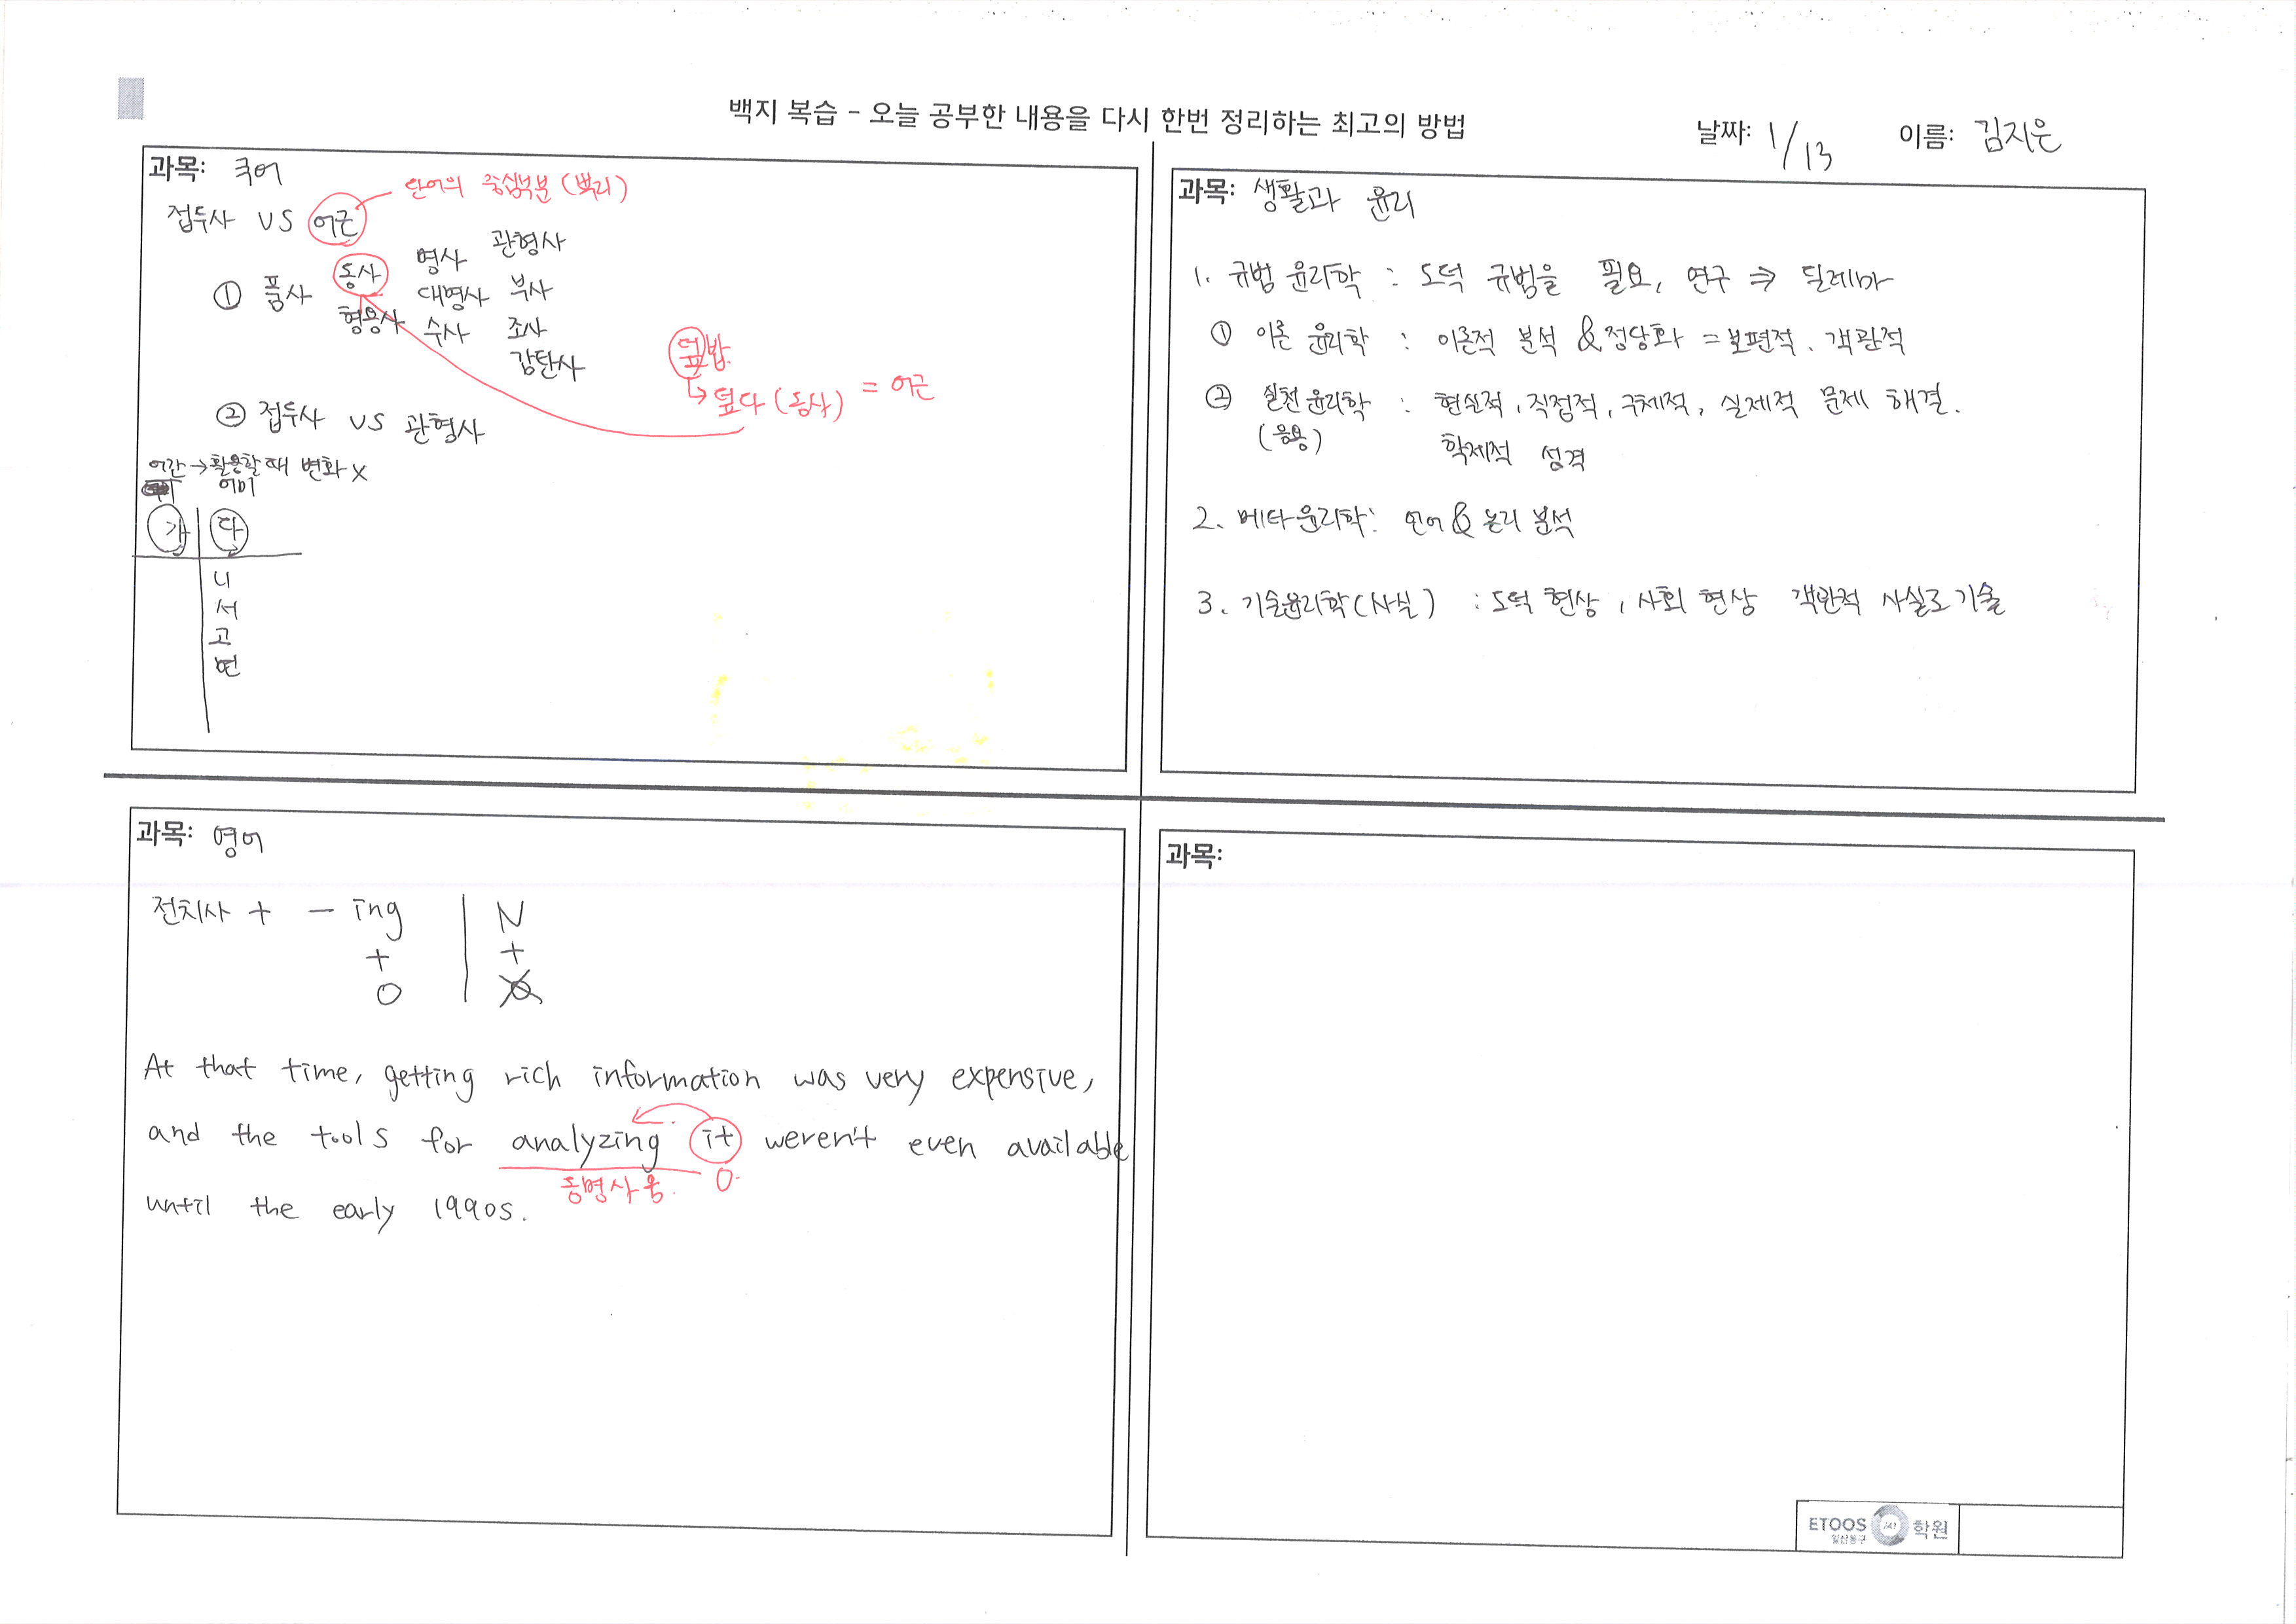 백지 복습 - 오늘 공부한 내용을 다시 한번 정리하는 최고의 방법
날짜: 1/13 이름: 김지은
과목: 국어
단어의 중심부분 (뿌리)
접두사 VS 어근
① 품사 동사 명사 관형사
형용사 대명사 부사
수사 조사
감탄사
덮밥.
↳ 덮다 (동사) = 어근
② 접두사 VS 관형사
어간 → 활용할 때 변화 X
어미
가 다
니
서
고
면
과목: 생활과 윤리
1. 규범 윤리학 : 도덕 규범을 필요, 연구 ⇒ 딜레마
① 이론 윤리학 : 이론적 분석 & 정당화 = 보편적. 객관적
② 실천 윤리학 : 현실적, 직접적, 구체적, 실제적 문제 해결.
(응용) 학제적 성격
2. 메타윤리학: 언어 & 논리 분석
3. 기술윤리학(사실) : 도덕 현상, 사회 현상 객관적 사실로 기술
과목: 영어
전치사 + - ing | N
+ +
O O
At that time, getting rich information was very expensive,
and the tools for analyzing it weren't even available
동명사 O.
until the early 1990s.
과목:
ETOOS 247 학원